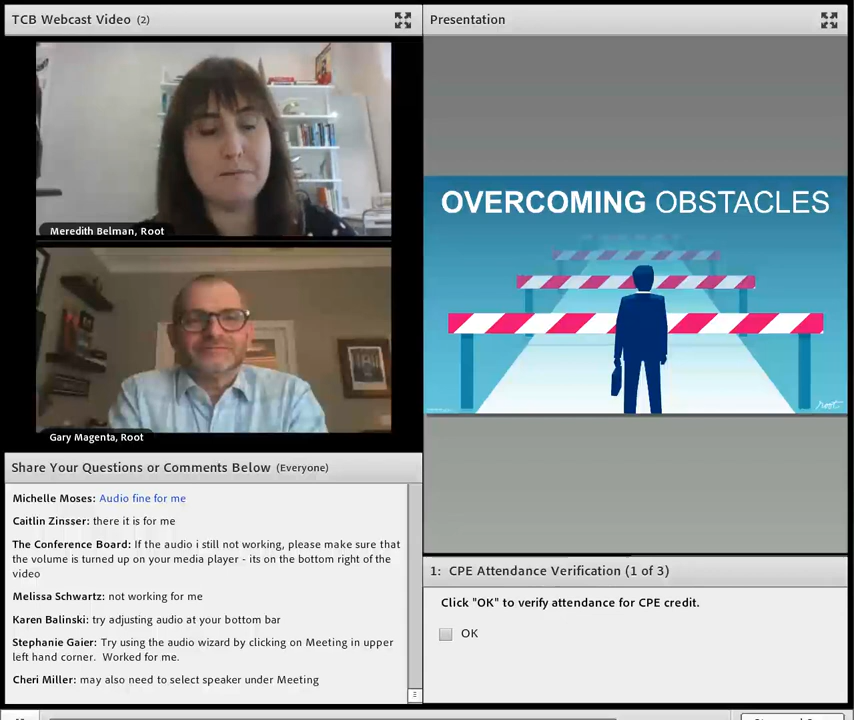 TCB Webcast Video (2)
Meredith Belman, Root
Gary Magenta, Root
Share Your Questions or Comments Below (Everyone)
Michelle Moses: Audio fine for me
Caitlin Zinsser: there it is for me
The Conference Board: If the audio i still not working, please make sure that
the volume is turned up on your media player - its on the bottom right of the
video
Melissa Schwartz: not working for me
Karen Balinski: try adjusting audio at your bottom bar
Stephanie Gaier: Try using the audio wizard by clicking on Meeting in upper
left hand corner. Worked for me.
Cheri Miller: may also need to select speaker under Meeting
Presentation
OVERCOMING OBSTACLES
root
1: CPE Attendance Verification (1 of 3)
Click "OK" to verify attendance for CPE credit.
OK